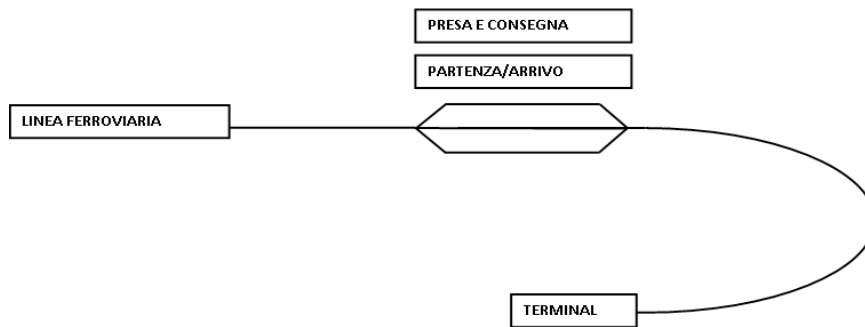 PRESA E CONSEGNA
PARTENZA/ARRIVO
LINEA FERROVIARIA
TERMINAL